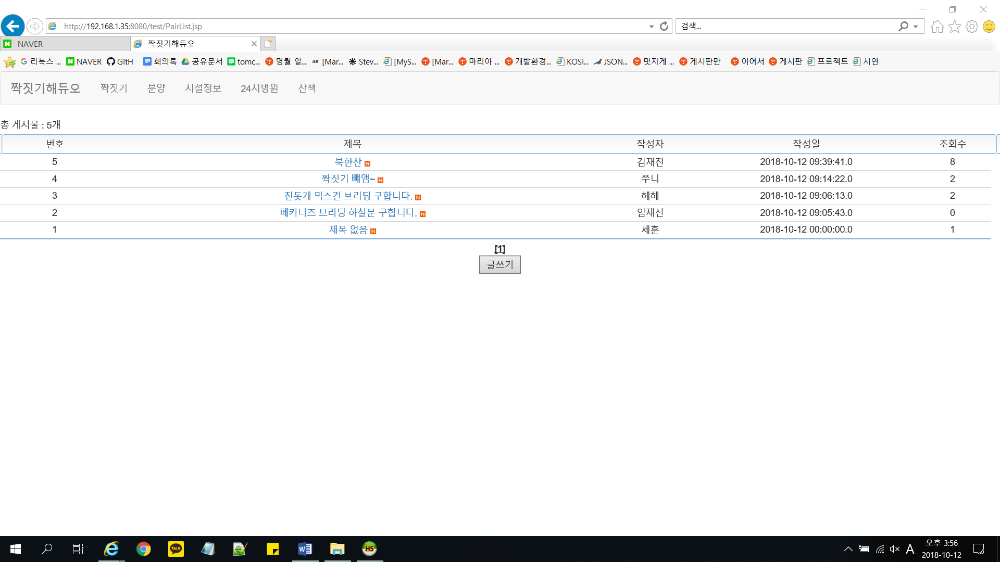 http://192.168.1.35:8080/test/PairList.jsp 검색...
NAVER 짝짓기해듀오
리눅스 ... NAVER GitH 회의록 공유문서 tomc... 명월 일... [Mar... Stev... [MyS... [Mar... 마리아 ... 개발환경... KOSI... JSON... 멋지게 ... 게시판만 이어서 게시판 프로젝트 시연
짝짓기해듀오 짝짓기 분양 시설정보 24시병원 산책
총 게시물 : 5개
번호 제목 작성자 작성일 조회수
5 북한산 N 김재진 2018-10-12 09:39:41.0 8
4 짝짓기 빼앰~ N 쭈니 2018-10-12 09:14:22.0 2
3 진돗개 믹스견 브리딩 구합니다. N 헤헤 2018-10-12 09:06:13.0 2
2 페키니즈 브리딩 하실분 구합니다. N 임재신 2018-10-12 09:05:43.0 0
1 제목 없음 N 세훈 2018-10-12 00:00:00.0 1
[1]
글쓰기
TALK HS A 오후 3:56
2018-10-12